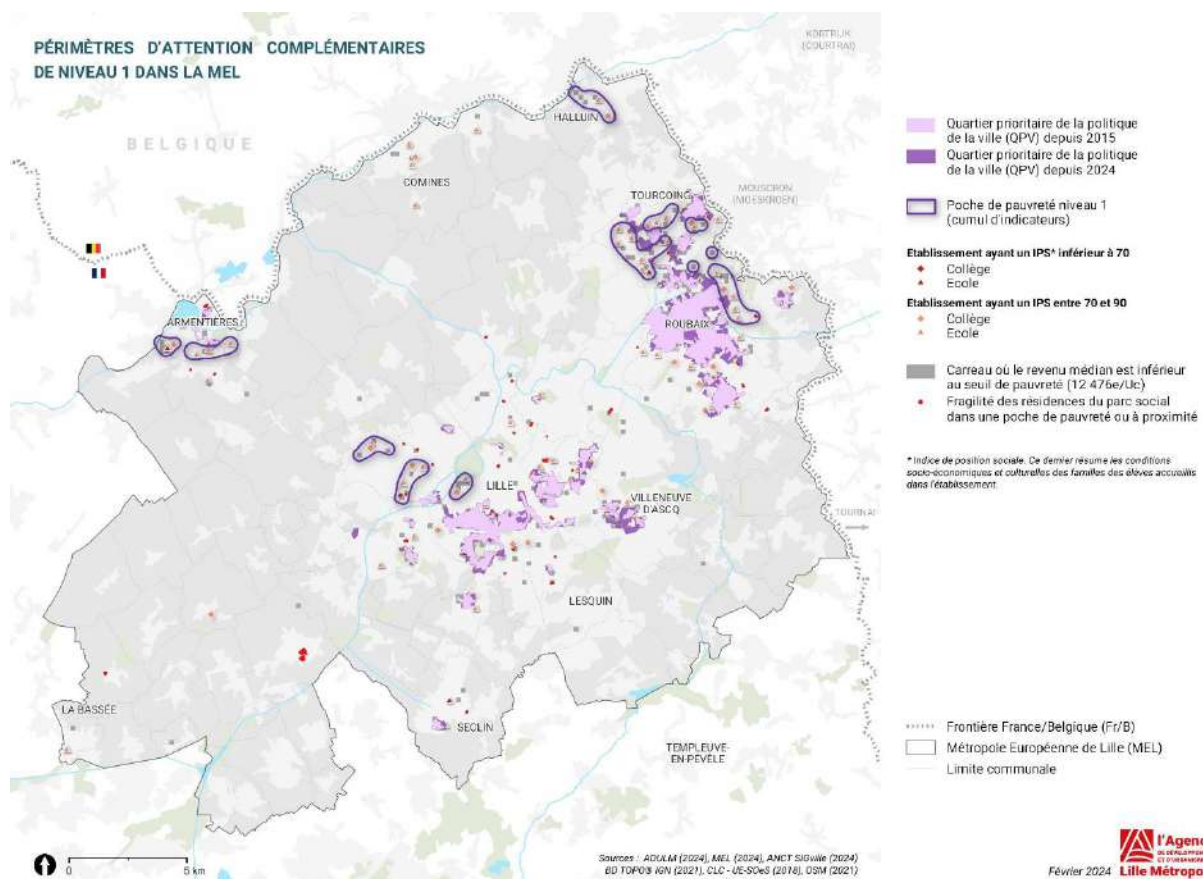 PÉRIMÈTRES D'ATTENTION COMPLÉMENTAIRES
DE NIVEAU 1 DANS LA MEL
KORTRIJK
(COURTRAI)
HALLUIN
BELGIQUE
COMINES
TOURCOING
MOUSCRON
(MOESKROEN)
ARMENTIÈRES
ROUBAIX
LILLE
VILLENEUVE
D'ASCQ
TOURNAI
LESQUIN
LA BASSÉE
SECLIN
TEMPLEUVE-
EN-PÉVÈLE
0
5 km
Sources : ADULM (2024), MEL (2024), ANCT SIGville (2024)
BD TOPO® IGN (2021), CLC - UE-SOeS (2018), OSM (2021)
Quartier prioritaire de la politique
de la ville (QPV) depuis 2015
Quartier prioritaire de la politique
de la ville (QPV) depuis 2024
Poche de pauvreté niveau 1
(cumul d'indicateurs)
Etablissement ayant un IPS* inférieur à 70
Collège
Ecole
Etablissement ayant un IPS entre 70 et 90
Collège
Ecole
Carreau où le revenu médian est inférieur
au seuil de pauvreté (12 476e/Uc)
Fragilité des résidences du parc social
dans une poche de pauvreté ou à proximité
* Indice de position sociale. Ce dernier résume les conditions
socio-économiques et culturelles des familles des élèves accueillis
dans l'établissement.
Frontière France/Belgique (Fr/B)
Métropole Européenne de Lille (MEL)
Limite communale
Février 2024
l'Agenc
DE DÉVELOPPE
ET D'URBANISME
Lille Métropo